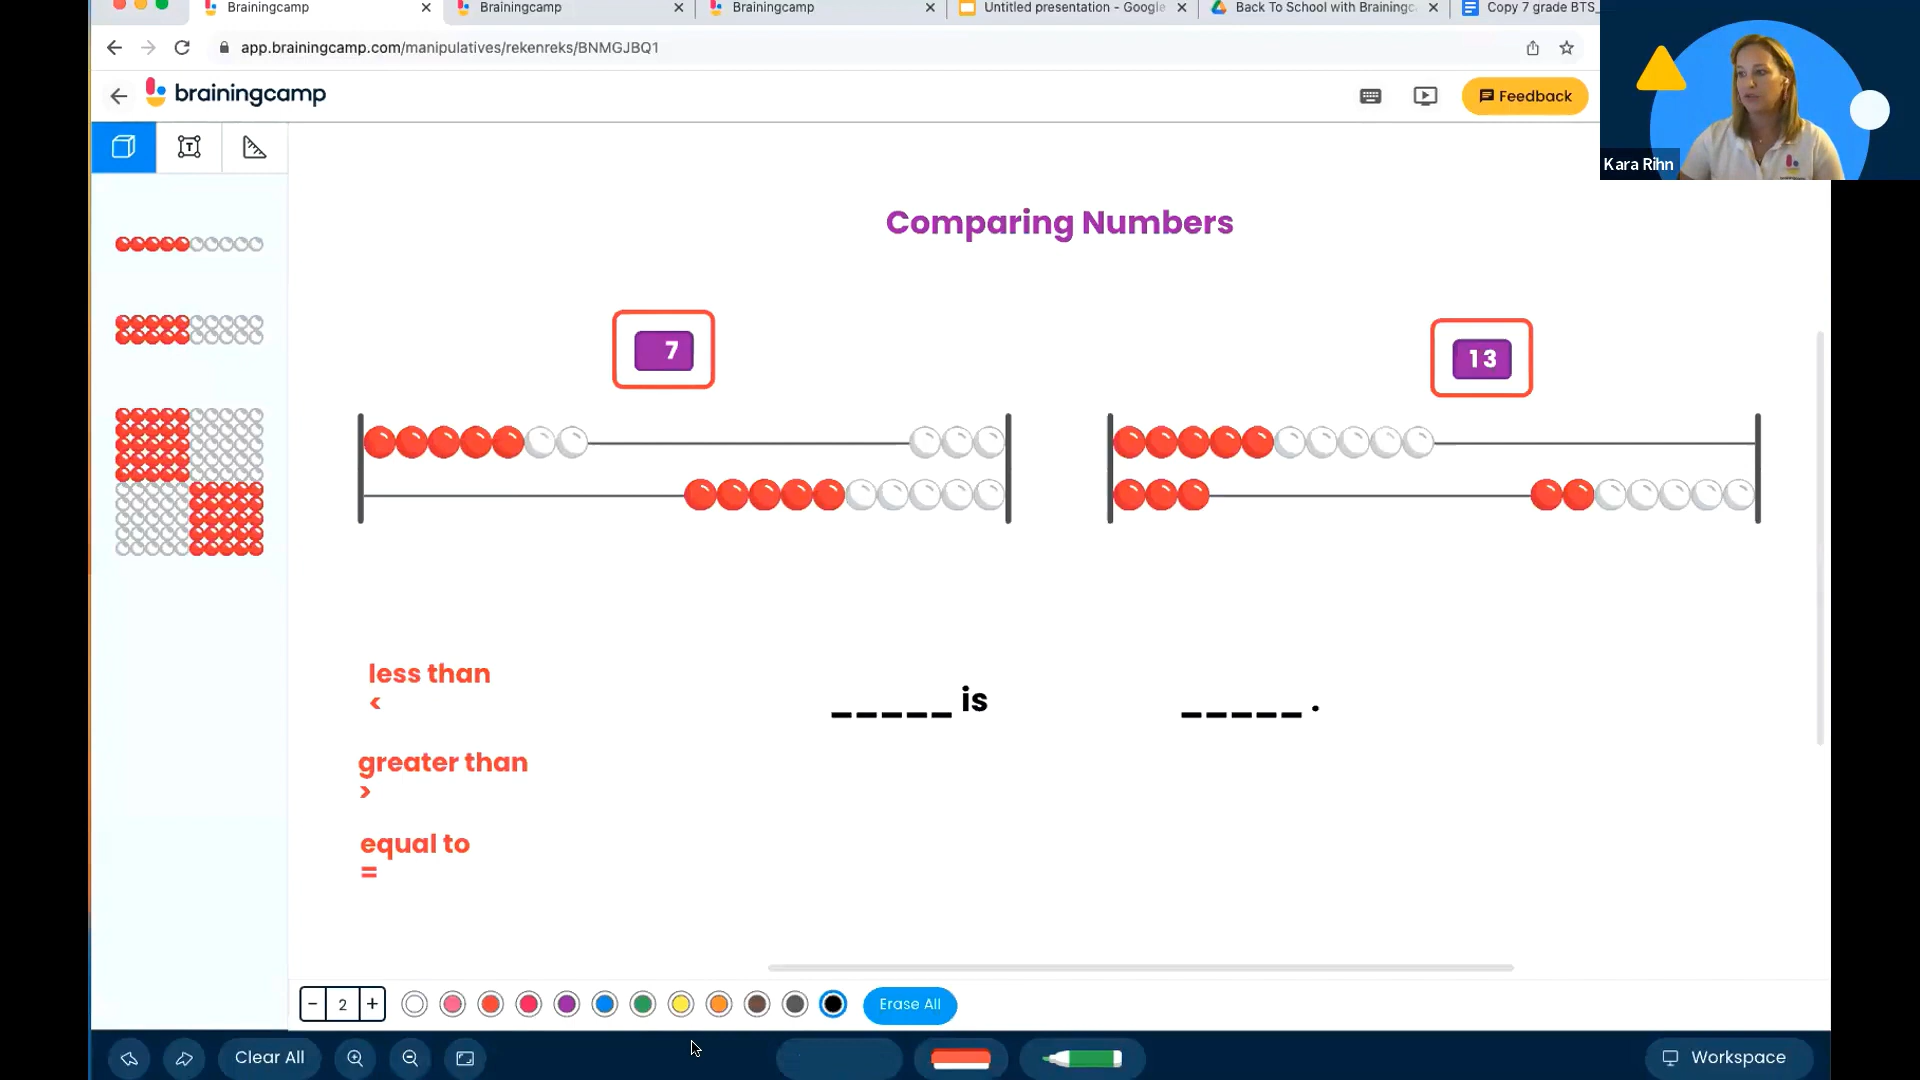 Brainingcamp
Brainingcamp
Brainingcamp
Untitled presentation - Google
Back To School with Brainingc
Copy 7 grade BTS_
app.brainingcamp.com/manipulatives/rekenreks/BNMGJBQ1
brainingcamp
Feedback
Kara Rihn
T
Comparing Numbers
7
13
less than
<
_____ is _____ .
greater than
>
equal to
=
− 2 +
Erase All
Clear All
Workspace